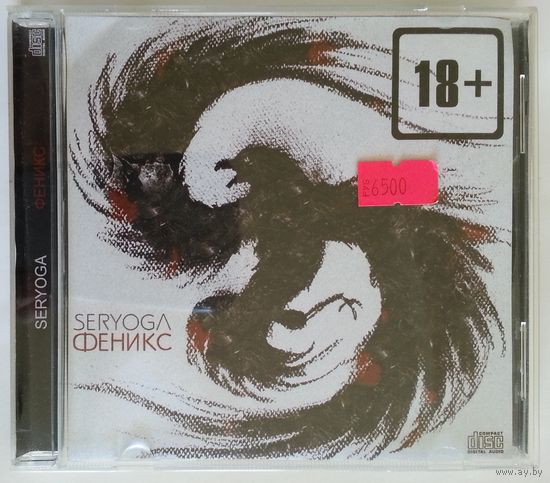 SERYOGA ФЕНИКС
18+
6500
SERYOGA
ФЕНИКС
COMPACT
disc
DIGITAL AUDIO
www.ay.by